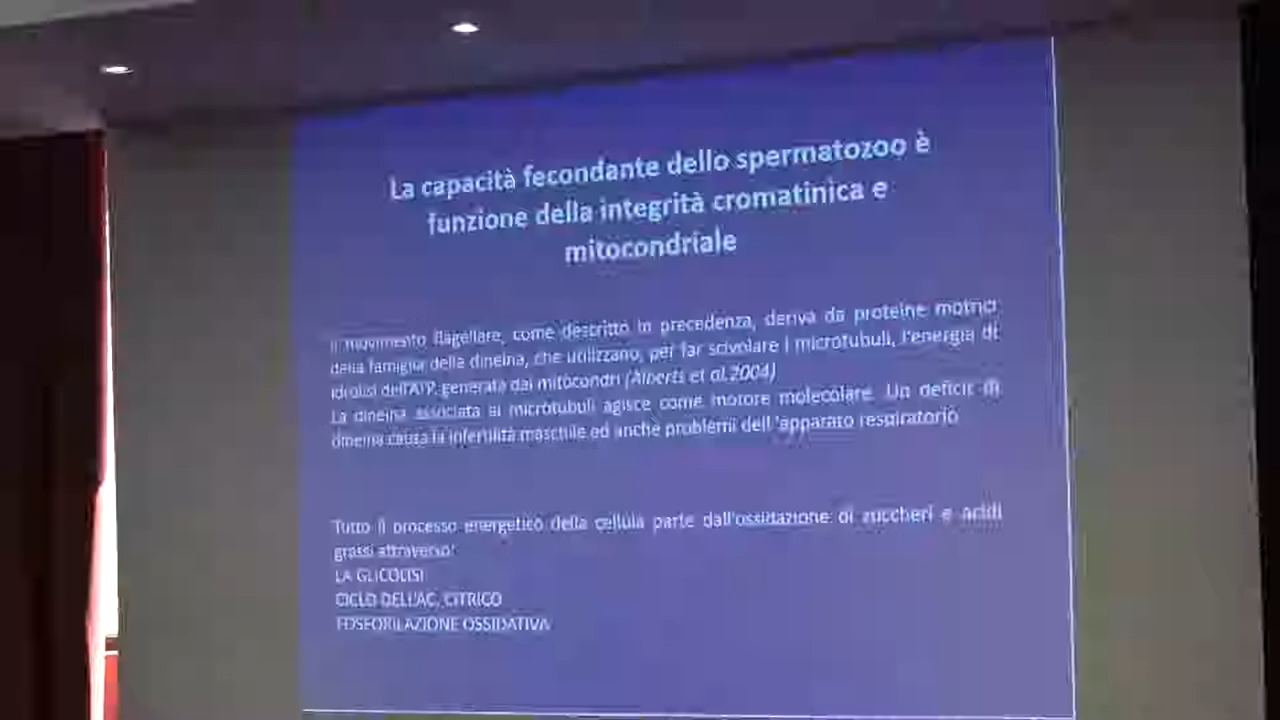 La capacità fecondante dello spermatozoo è
funzione della integrità cromatinica e
mitocondriale
Il movimento flagellare, come descritto in precedenza, deriva da proteine motrici
della famiglia della dineina, che utilizzano, per far scivolare i microtubuli, l'energia di
idrolisi dell'ATP, generata dai mitocondri (Alberts et al.2004)
La dineina associata ai microtubuli agisce come motore molecolare. Un deficit di
dineina causa la infertilità maschile ed anche problemi dell 'apparato respiratorio
Tutto il processo energetico della cellula parte dall'ossidazione di zuccheri e acidi
grassi attraverso:
LA GLICOLISI
CICLO DELL'AC. CITRICO
FOSFORILAZIONE OSSIDATIVA